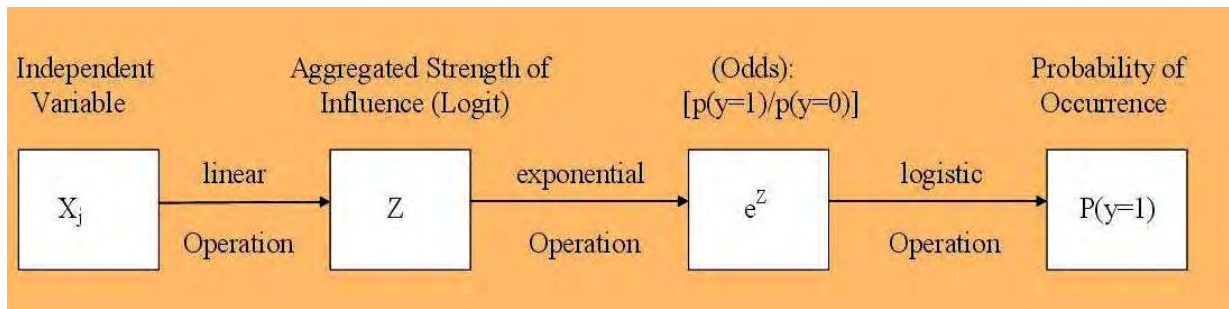 Independent
Variable
Aggregated Strength of
Influence (Logit)
(Odds):
[p(y=1)/p(y=0)]
Probability of
Occurrence
X_j
linear
Operation
Z
exponential
Operation
e^Z
logistic
Operation
P(y=1)